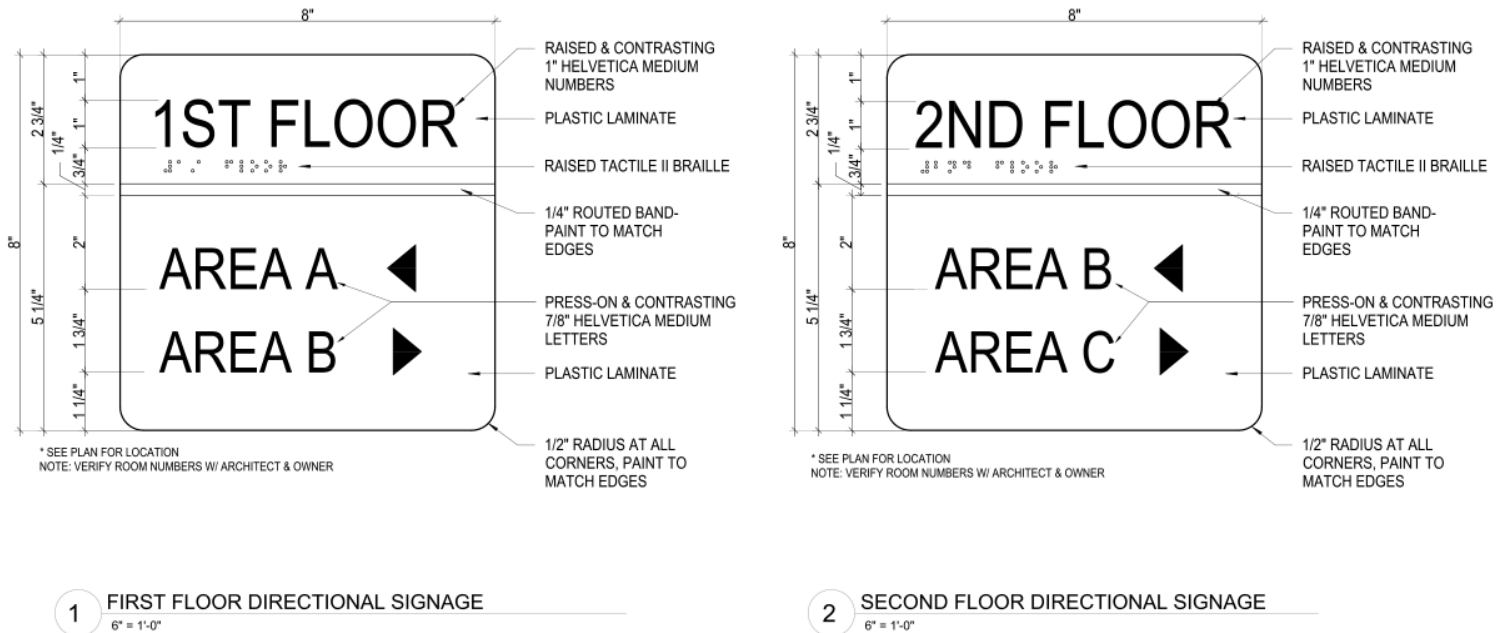 8"
RAISED & CONTRASTING
1" HELVETICA MEDIUM
NUMBERS
1ST FLOOR
PLASTIC LAMINATE
RAISED TACTILE II BRAILLE
1"
1"
3/4"
2 3/4"
1/4"
1/4" ROUTED BAND-
PAINT TO MATCH
EDGES
8"
2"
AREA A
5 1/4"
PRESS-ON & CONTRASTING
7/8" HELVETICA MEDIUM
LETTERS
1 3/4"
AREA B
PLASTIC LAMINATE
1 1/4"
1/2" RADIUS AT ALL
CORNERS, PAINT TO
MATCH EDGES
* SEE PLAN FOR LOCATION
NOTE: VERIFY ROOM NUMBERS W/ ARCHITECT & OWNER
1
FIRST FLOOR DIRECTIONAL SIGNAGE
6" = 1'-0"
8"
RAISED & CONTRASTING
1" HELVETICA MEDIUM
NUMBERS
2ND FLOOR
PLASTIC LAMINATE
RAISED TACTILE II BRAILLE
1"
1"
3/4"
2 3/4"
1/4"
1/4" ROUTED BAND-
PAINT TO MATCH
EDGES
8"
2"
AREA B
5 1/4"
PRESS-ON & CONTRASTING
7/8" HELVETICA MEDIUM
LETTERS
1 3/4"
AREA C
PLASTIC LAMINATE
1 1/4"
1/2" RADIUS AT ALL
CORNERS, PAINT TO
MATCH EDGES
* SEE PLAN FOR LOCATION
NOTE: VERIFY ROOM NUMBERS W/ ARCHITECT & OWNER
2
SECOND FLOOR DIRECTIONAL SIGNAGE
6" = 1'-0"